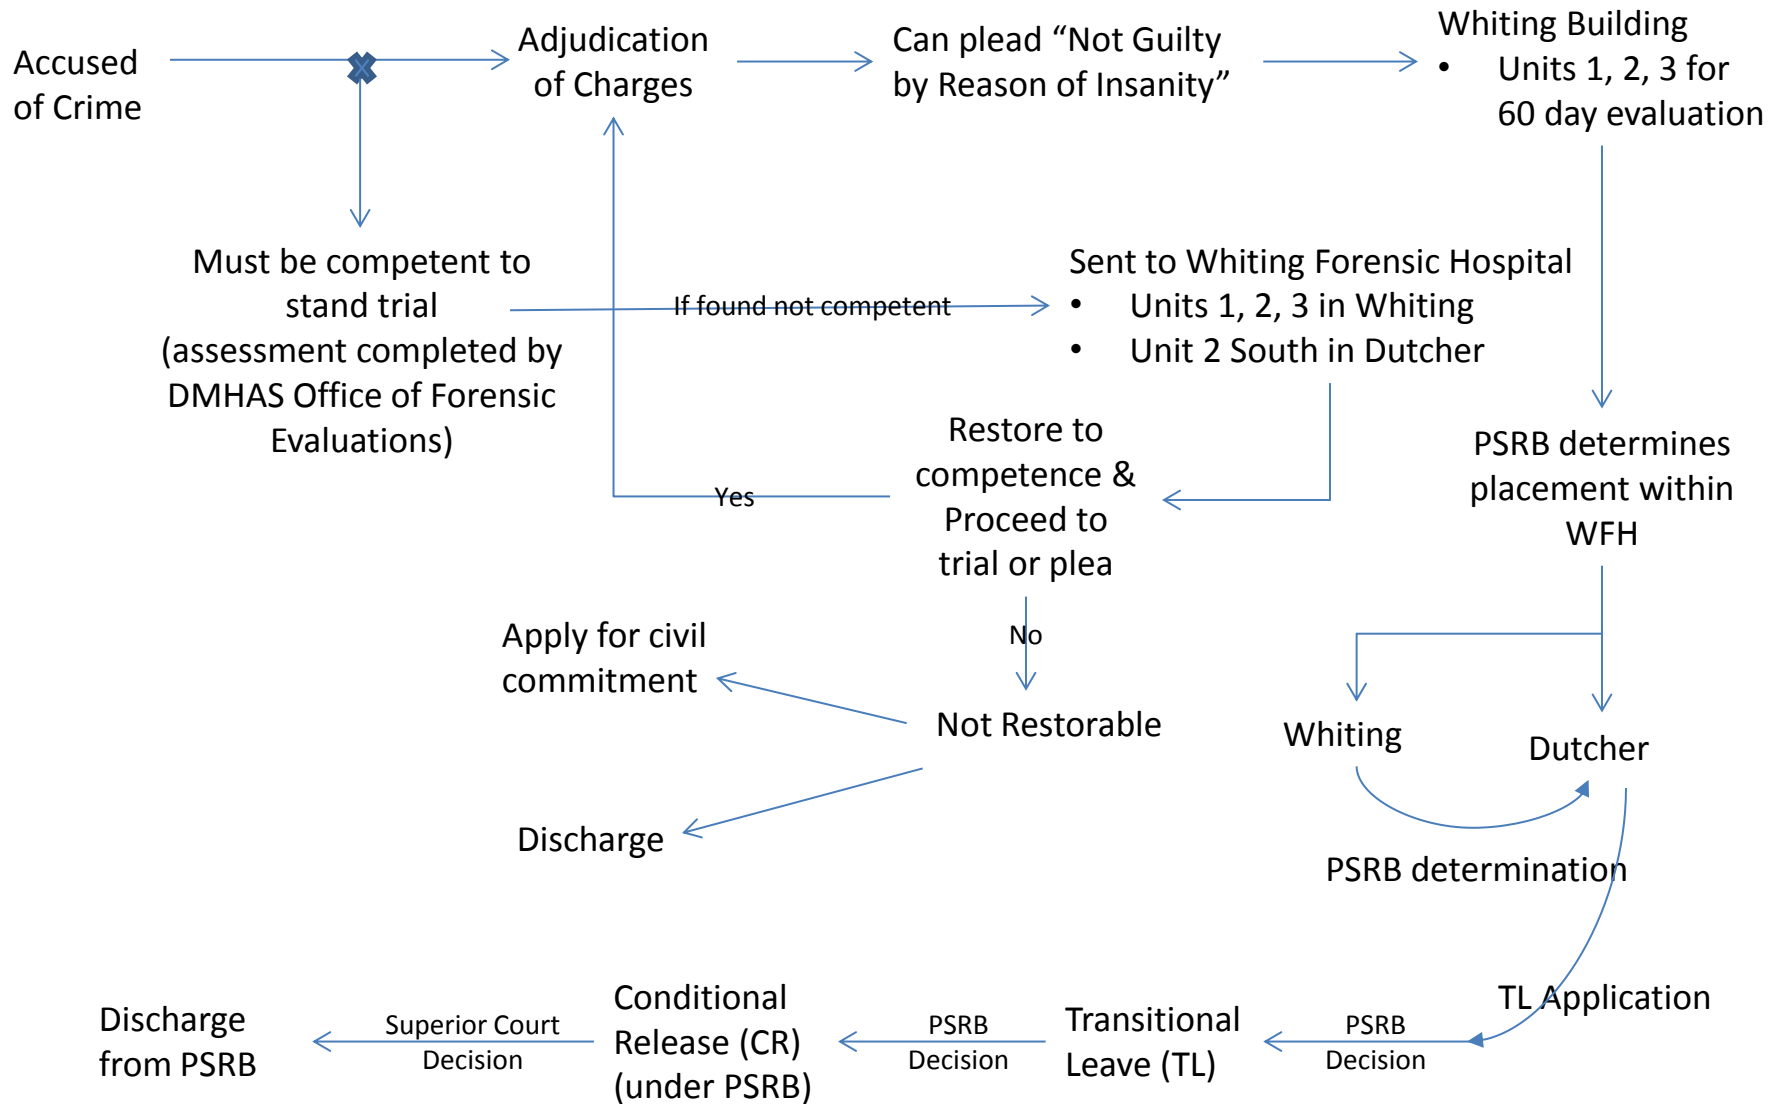 Accused
of Crime
Adjudication
of Charges
Can plead “Not Guilty
by Reason of Insanity”
Whiting Building
• Units 1, 2, 3 for
60 day evaluation
Must be competent to
stand trial
(assessment completed by
DMHAS Office of Forensic
Evaluations)
If found not competent
Sent to Whiting Forensic Hospital
• Units 1, 2, 3 in Whiting
• Unit 2 South in Dutcher
Restore to
competence &
Proceed to
trial or plea
Yes
No
PSRB determines
placement within
WFH
Apply for civil
commitment
Not Restorable
Discharge
Whiting
Dutcher
PSRB determination
TL Application
PSRB
Decision
Transitional
Leave (TL)
PSRB
Decision
Conditional
Release (CR)
(under PSRB)
Superior Court
Decision
Discharge
from PSRB